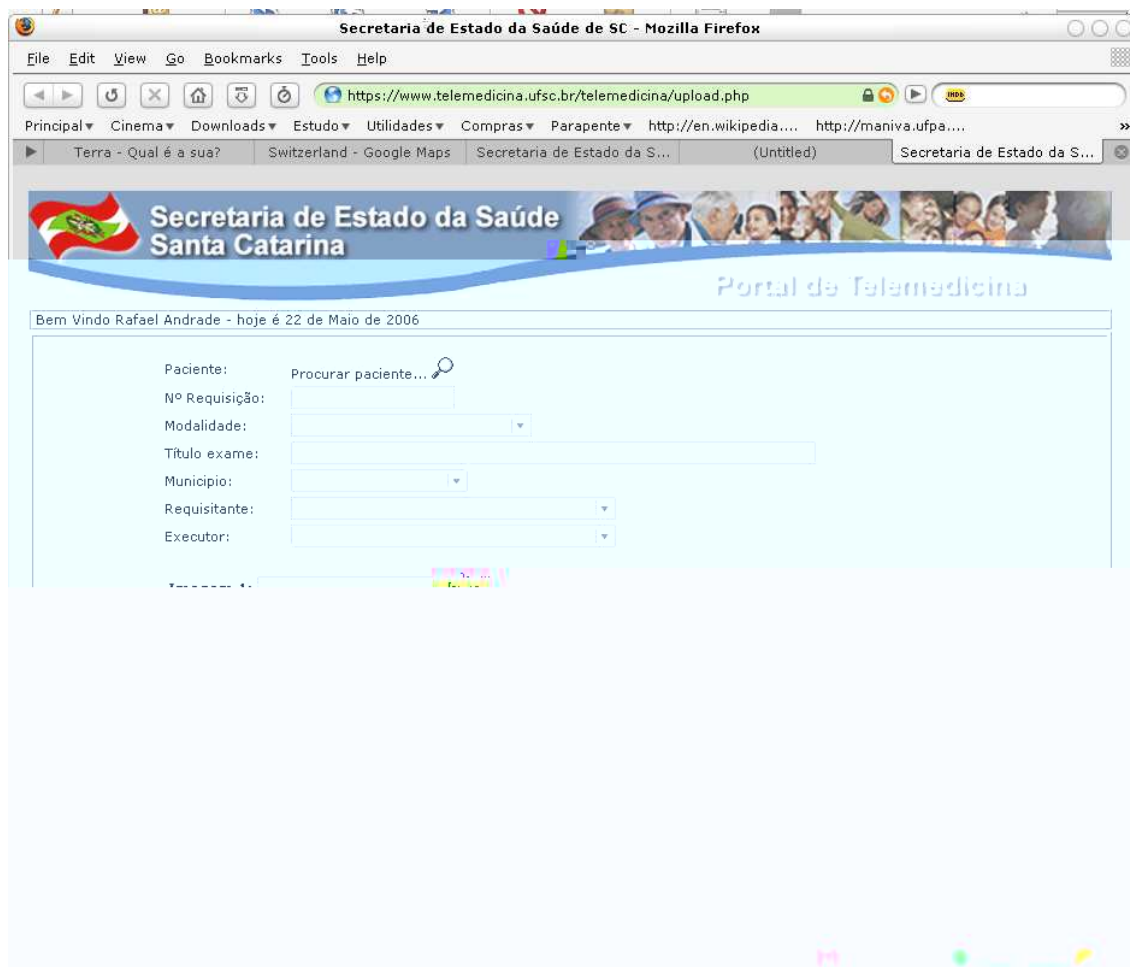 Secretaria de Estado da Saúde de SC - Mozilla Firefox
File Edit View Go Bookmarks Tools Help
https://www.telemedicina.ufsc.br/telemedicina/upload.php IMDb
Principal Cinema Downloads Estudo Utilidades Compras Parapente http://en.wikipedia.... http://maniva.ufpa.... »
Terra - Qual é a sua? Switzerland - Google Maps Secretaria de Estado da S... (Untitled) Secretaria de Estado da S...
Secretaria de Estado da Saúde
Santa Catarina
Portal de Telemedicina
Bem Vindo Rafael Andrade - hoje é 22 de Maio de 2006
Paciente: Procurar paciente...
Nº Requisição:
Modalidade:
Título exame:
Municipio:
Requisitante:
Executor:
Imagem 1: